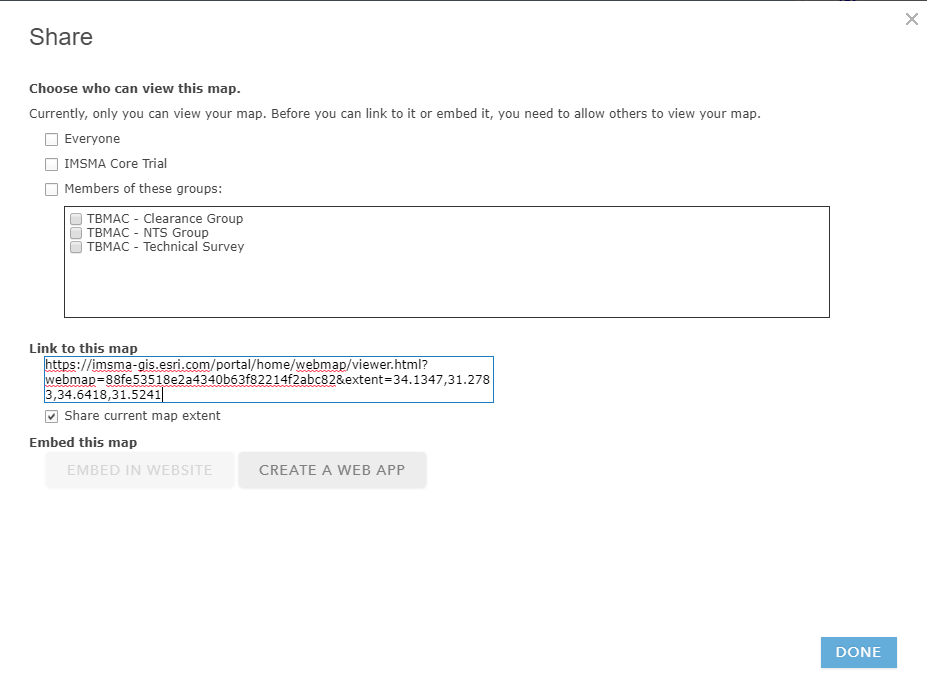 Share
Choose who can view this map.
Currently, only you can view your map. Before you can link to it or embed it, you need to allow others to view your map.
Everyone
IMSMA Core Trial
Members of these groups:
TBMAC - Clearance Group
TBMAC - NTS Group
TBMAC - Technical Survey
Link to this map
https://imsma-gis.esri.com/portal/home/webmap/viewer.html?
webmap=88fe53518e2a4340b63f82214f2abc82&extent=34.1347,31.278
3,34.6418,31.5241
Share current map extent
Embed this map
EMBED IN WEBSITE CREATE A WEB APP
DONE